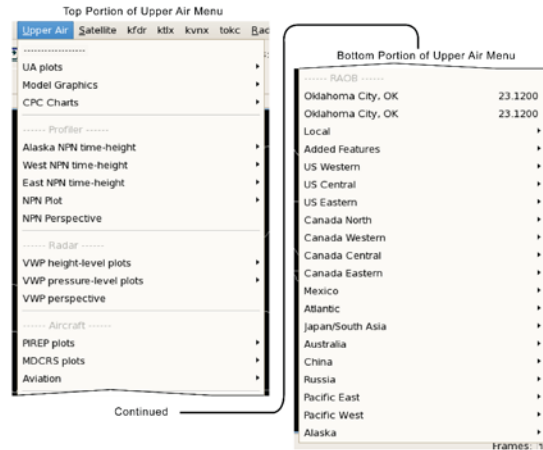 Top Portion of Upper Air Menu
Upper Air Satellite kfdr ktlx kvnx tokc Rad
UA plots
Model Graphics
CPC Charts
------ Profiler ------
Alaska NPN time-height
West NPN time-height
East NPN time-height
NPN Plot
NPN Perspective
------ Radar ------
VWP height-level plots
VWP pressure-level plots
VWP perspective
------ Aircraft ------
PIREP plots
MDCRS plots
Aviation
Continued
Bottom Portion of Upper Air Menu
------ RAOB ------
Oklahoma City, OK 23.1200
Oklahoma City, OK 23.1200
Local
Added Features
US Western
US Central
US Eastern
Canada North
Canada Western
Canada Central
Canada Eastern
Mexico
Atlantic
Japan/South Asia
Australia
China
Russia
Pacific East
Pacific West
Alaska
Frames: